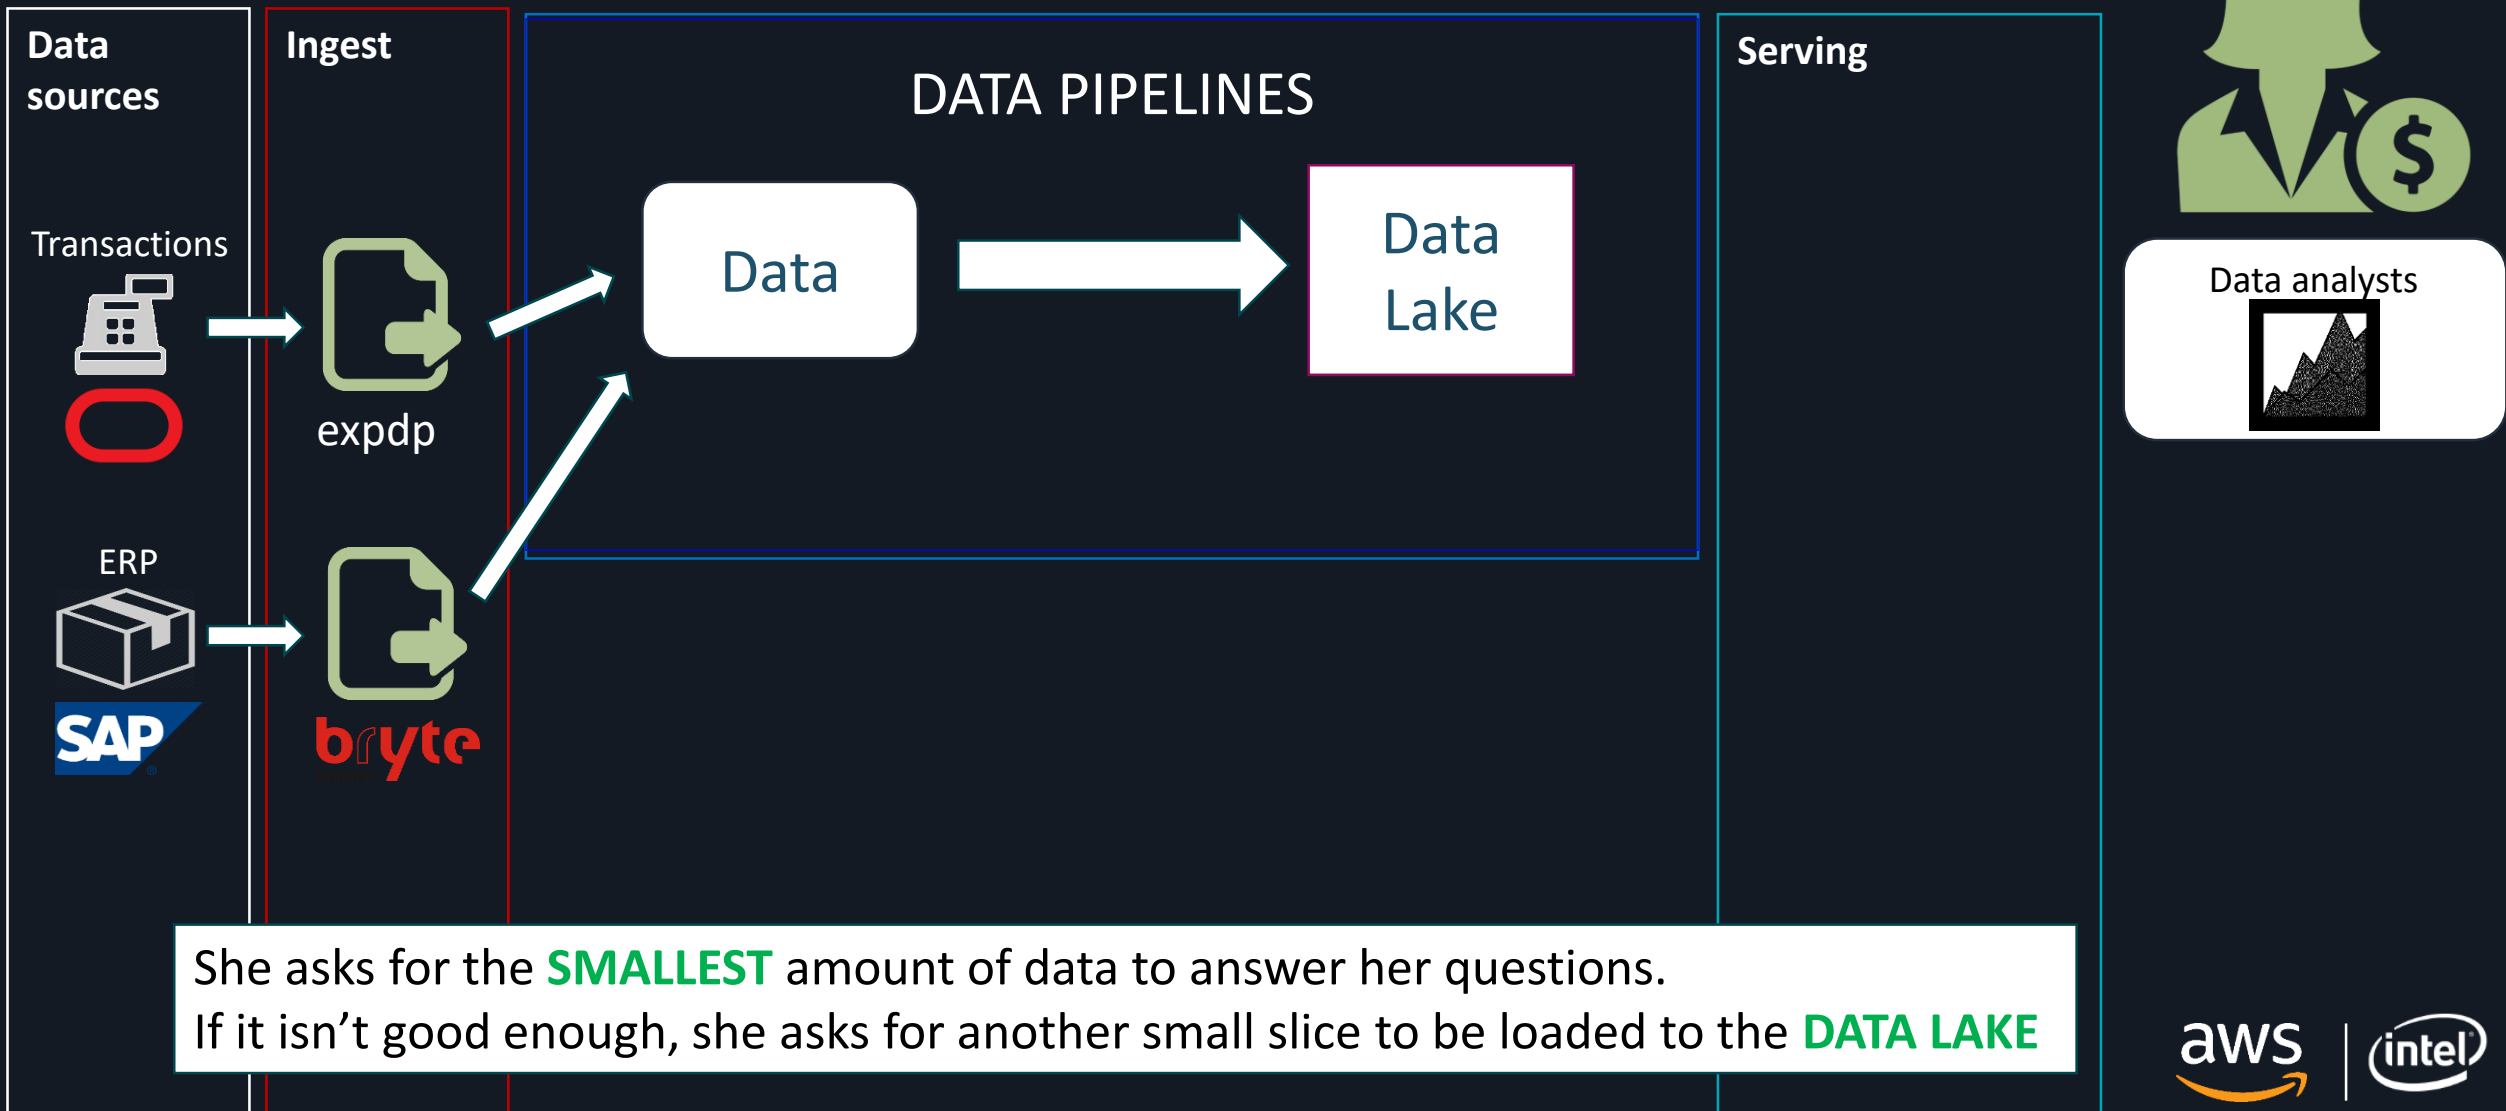 Data
sources
Ingest
DATA PIPELINES
Serving
Transactions
Data
Data
Lake
$
Data analysts
expdp
ERP
SAP
®
bryte
She asks for the SMALLEST amount of data to answer her questions.
If it isn’t good enough, she asks for another small slice to be loaded to the DATA LAKE
aws
intel